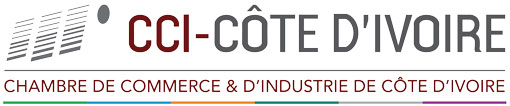 CCI-CÔTE D'IVOIRE
CHAMBRE DE COMMERCE & D'INDUSTRIE DE CÔTE D'IVOIRE